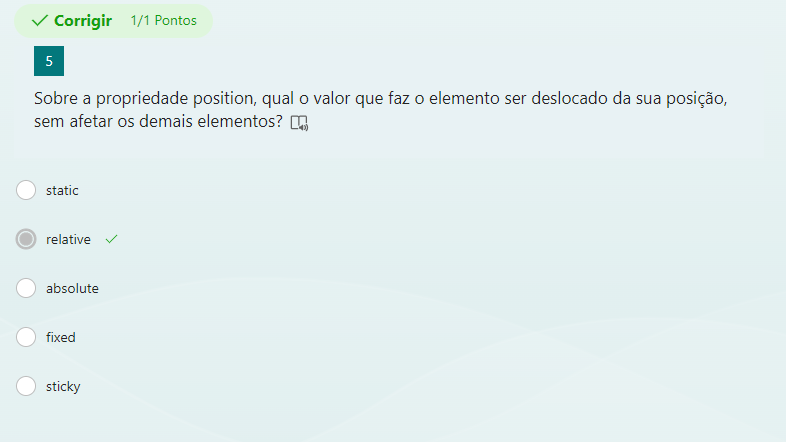 Corrigir 1/1 Pontos
5
Sobre a propriedade position, qual o valor que faz o elemento ser deslocado da sua posição,
sem afetar os demais elementos?
static
relative
absolute
fixed
sticky